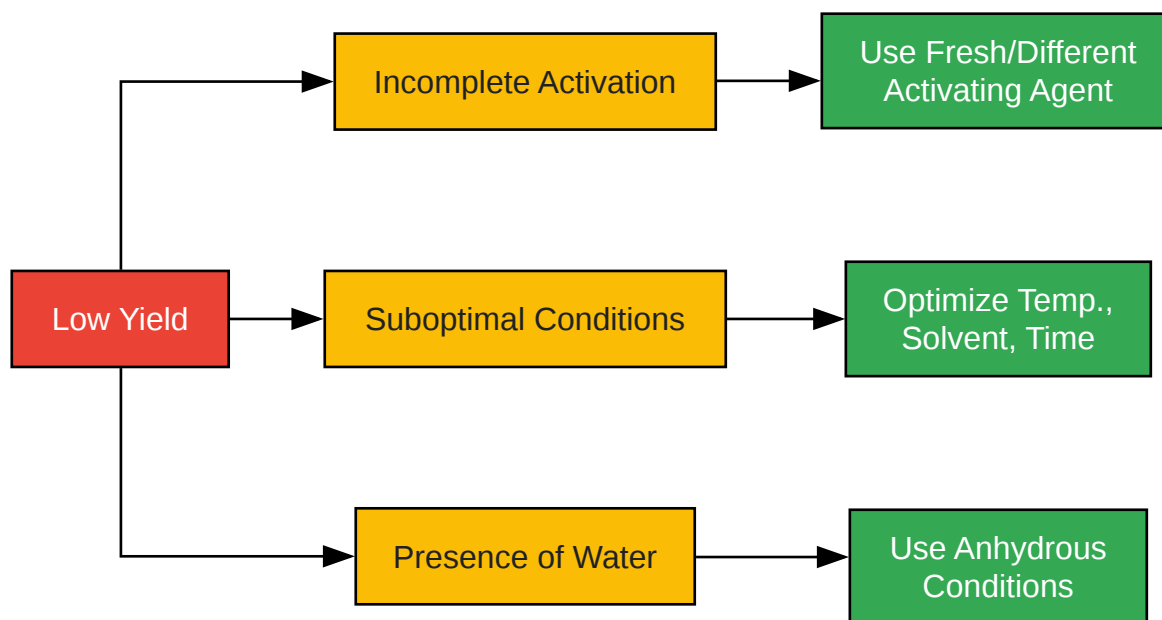 Incomplete Activation
Use Fresh/Different
Activating Agent
Low Yield
Suboptimal Conditions
Optimize Temp.,
Solvent, Time
Presence of Water
Use Anhydrous
Conditions